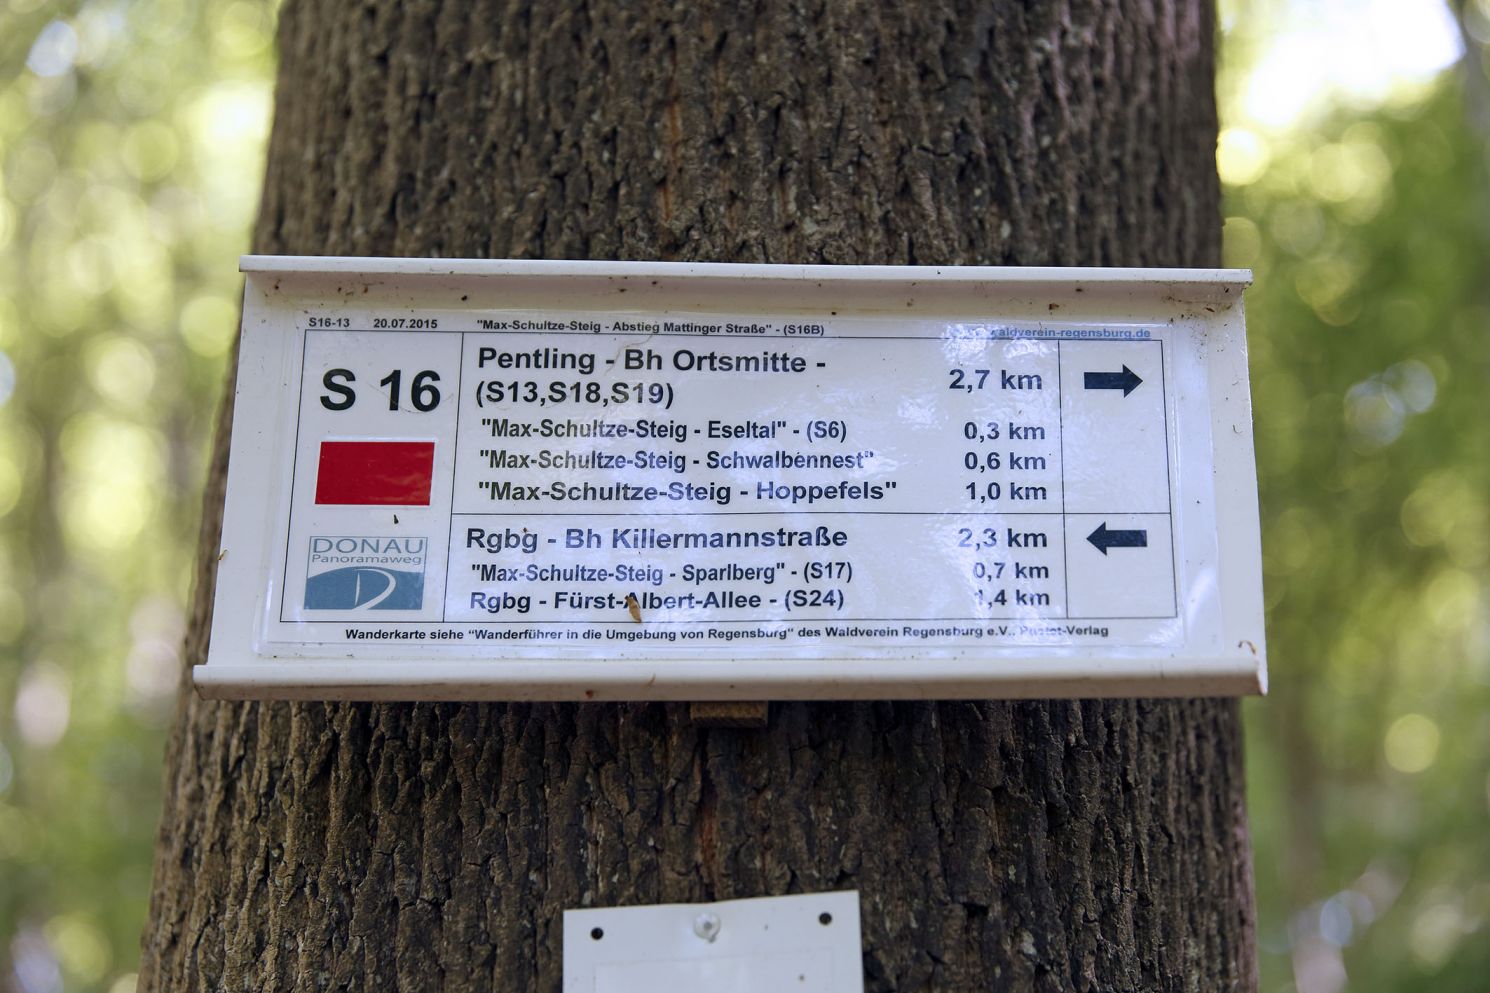 S16-13 20.07.2015 "Max-Schultze-Steig - Abstieg Mattinger Straße" - (S16B) waldverein-regensburg.de
S 16
Pentling - Bh Ortsmitte - 2,7 km
(S13,S18,S19)
"Max-Schultze-Steig - Eseltal" - (S6) 0,3 km
"Max-Schultze-Steig - Schwalbennest" 0,6 km
"Max-Schultze-Steig - Hoppefels" 1,0 km
DONAU
Panoramaweg
Rgbg - Bh Killermannstraße 2,3 km
"Max-Schultze-Steig - Sparlberg" - (S17) 0,7 km
Rgbg - Fürst-Albert-Allee - (S24) 1,4 km
Wanderkarte siehe "Wanderführer in die Umgebung von Regensburg" des Waldverein Regensburg e.V., Pustet-Verlag